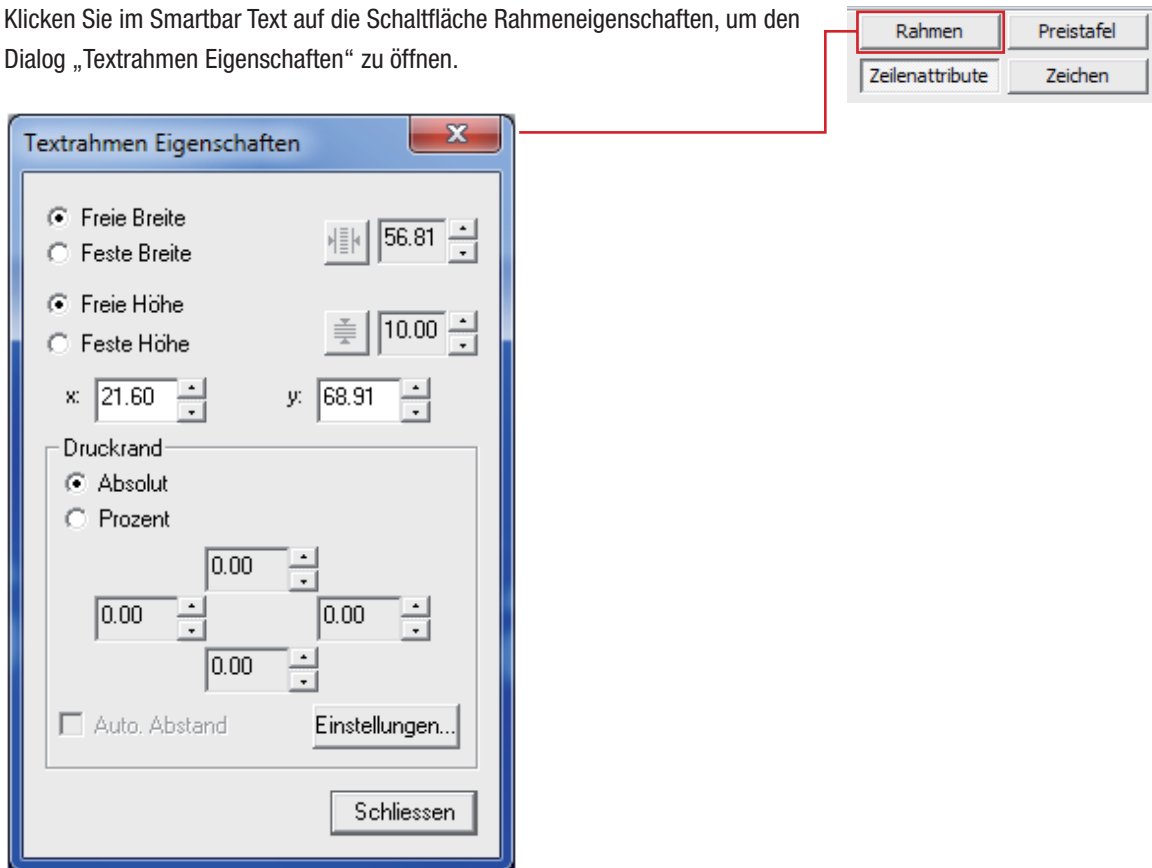 Klicken Sie im Smartbar Text auf die Schaltfläche Rahmeneigenschaften, um den
Dialog „Textrahmen Eigenschaften“ zu öffnen.
Rahmen Preistafel
Zeilenattribute Zeichen
Textrahmen Eigenschaften
Freie Breite
Feste Breite
56.81
Freie Höhe
Feste Höhe
10.00
x: 21.60 y: 68.91
Druckrand
Absolut
Prozent
0.00
0.00 0.00
0.00
Auto. Abstand Einstellungen...
Schliessen